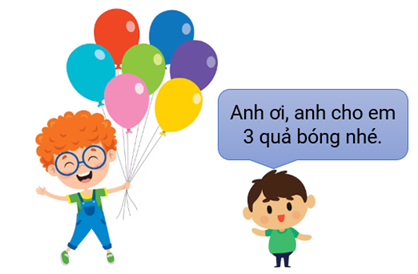 Anh ơi, anh cho em
3 quả bóng nhé.